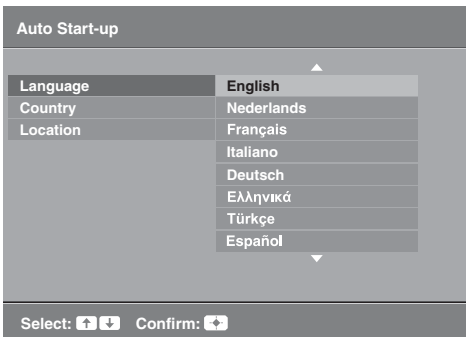 Auto Start-up
Language
Country
Location
English
Nederlands
Français
Italiano
Deutsch
Ελληνικά
Türkçe
Español
Select: Confirm: